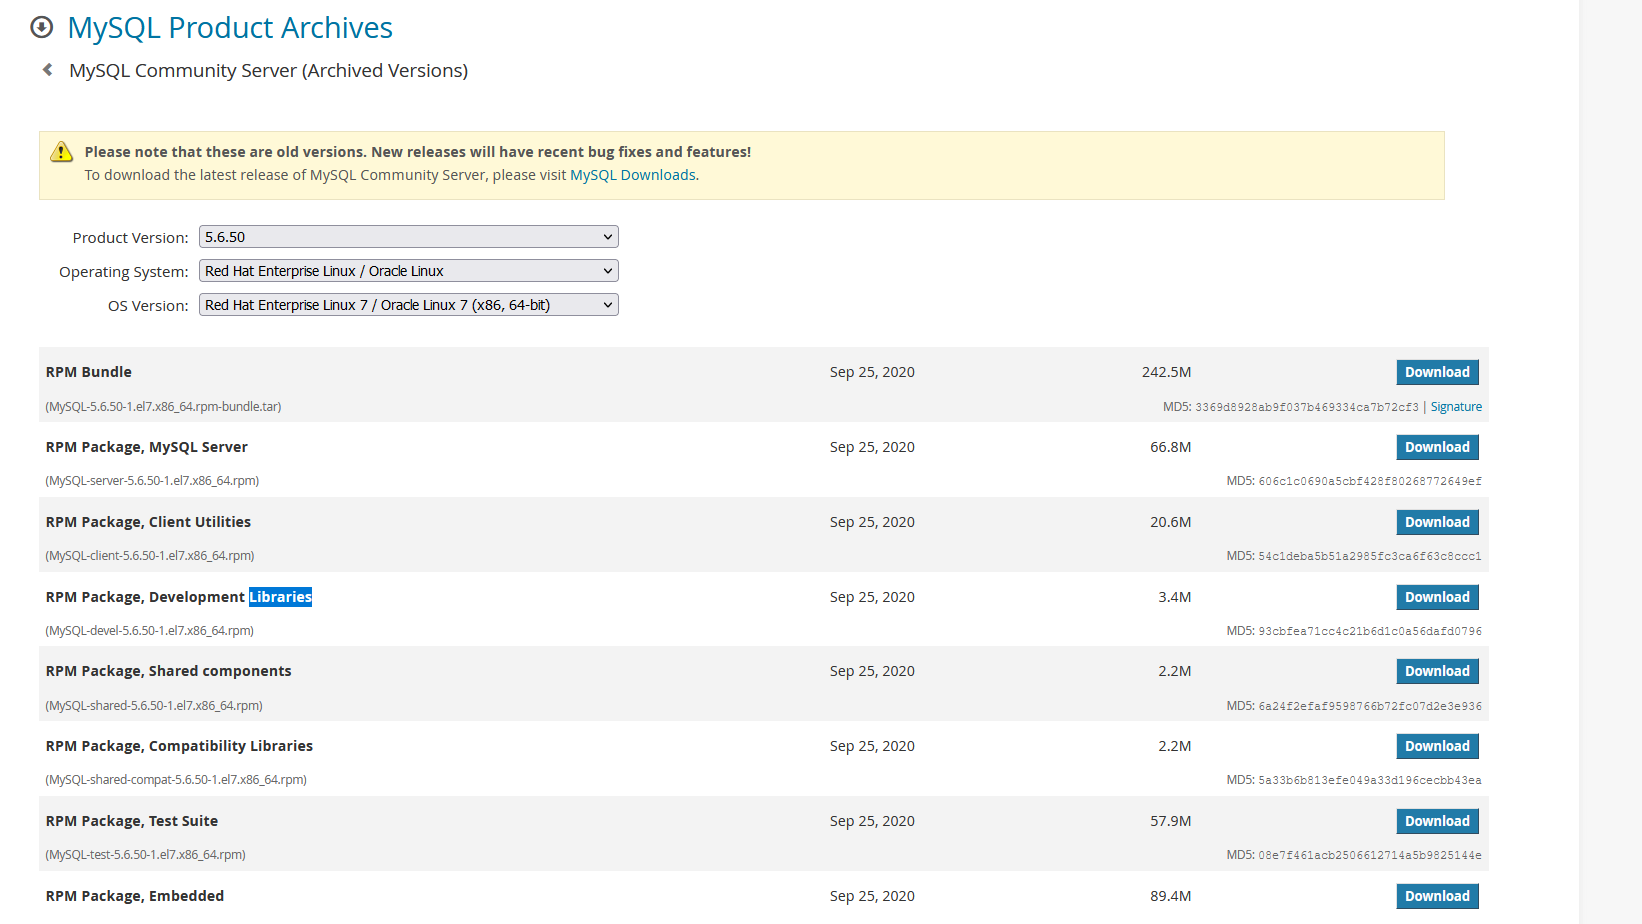 MySQL Product Archives
MySQL Community Server (Archived Versions)
Please note that these are old versions. New releases will have recent bug fixes and features!
To download the latest release of MySQL Community Server, please visit MySQL Downloads.
Product Version: 5.6.50
Operating System: Red Hat Enterprise Linux / Oracle Linux
OS Version: Red Hat Enterprise Linux 7 / Oracle Linux 7 (x86, 64-bit)
RPM Bundle Sep 25, 2020 242.5M Download
(MySQL-5.6.50-1.el7.x86_64.rpm-bundle.tar) MD5: 3369d8928ab9f037b469334ca7b72cf3 | Signature
RPM Package, MySQL Server Sep 25, 2020 66.8M Download
(MySQL-server-5.6.50-1.el7.x86_64.rpm) MD5: 606c1c0690a5cbf428f80268772649ef
RPM Package, Client Utilities Sep 25, 2020 20.6M Download
(MySQL-client-5.6.50-1.el7.x86_64.rpm) MD5: 54c1deba5b51a2985fc3ca6f63c8ccc1
RPM Package, Development Libraries Sep 25, 2020 3.4M Download
(MySQL-devel-5.6.50-1.el7.x86_64.rpm) MD5: 93cbfea71cc4c21b6d1c0a56dafd0796
RPM Package, Shared components Sep 25, 2020 2.2M Download
(MySQL-shared-5.6.50-1.el7.x86_64.rpm) MD5: 6a24f2efaf9598766b72fc07d2e3e936
RPM Package, Compatibility Libraries Sep 25, 2020 2.2M Download
(MySQL-shared-compat-5.6.50-1.el7.x86_64.rpm) MD5: 5a33b6b813efe049a33d196cecbb43ea
RPM Package, Test Suite Sep 25, 2020 57.9M Download
(MySQL-test-5.6.50-1.el7.x86_64.rpm) MD5: 08e7f461acb2506612714a5b9825144e
RPM Package, Embedded Sep 25, 2020 89.4M Download